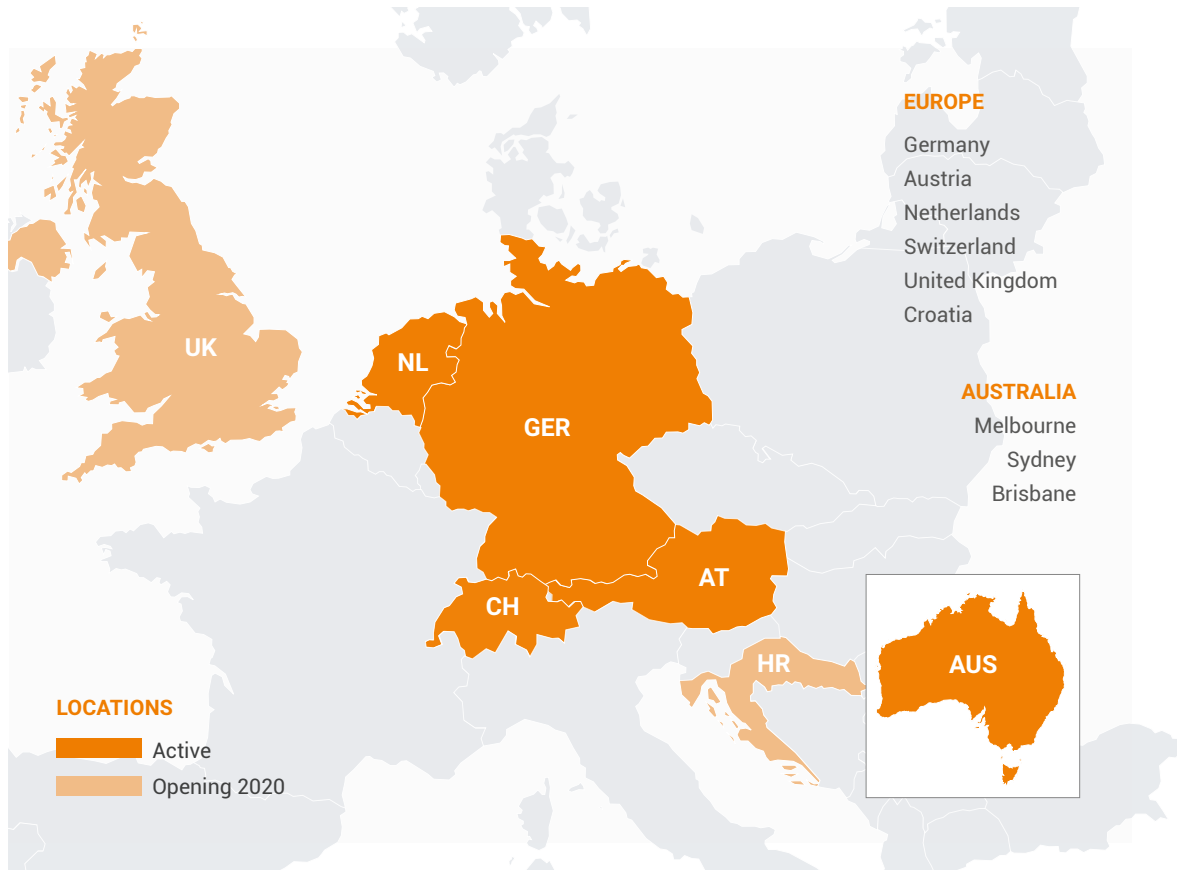 EUROPE
Germany
Austria
Netherlands
Switzerland
United Kingdom
Croatia
AUSTRALIA
Melbourne
Sydney
Brisbane
UK
NL
GER
AT
CH
HR
AUS
LOCATIONS
Active
Opening 2020